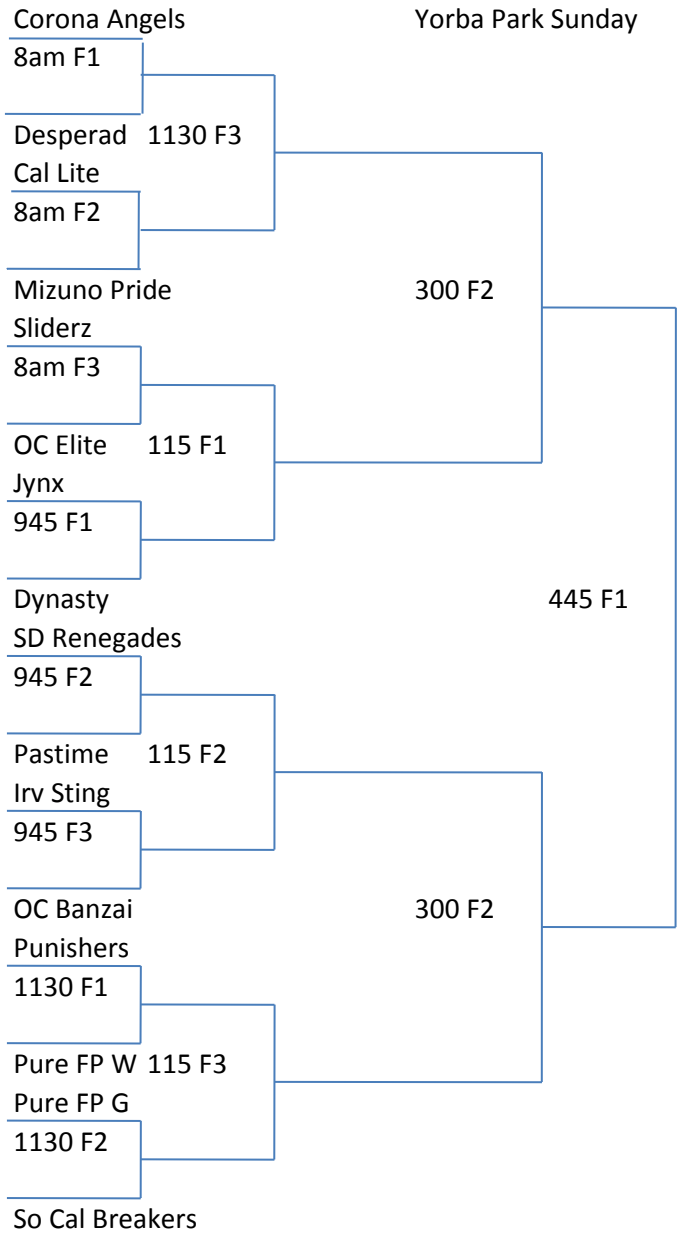 Corona Angels Yorba Park Sunday
8am F1
Desperad 1130 F3
Cal Lite
8am F2
Mizuno Pride 300 F2
Sliderz
8am F3
OC Elite 115 F1
Jynx
945 F1
Dynasty 445 F1
SD Renegades
945 F2
Pastime 115 F2
Irv Sting
945 F3
OC Banzai 300 F2
Punishers
1130 F1
Pure FP W 115 F3
Pure FP G
1130 F2
So Cal Breakers